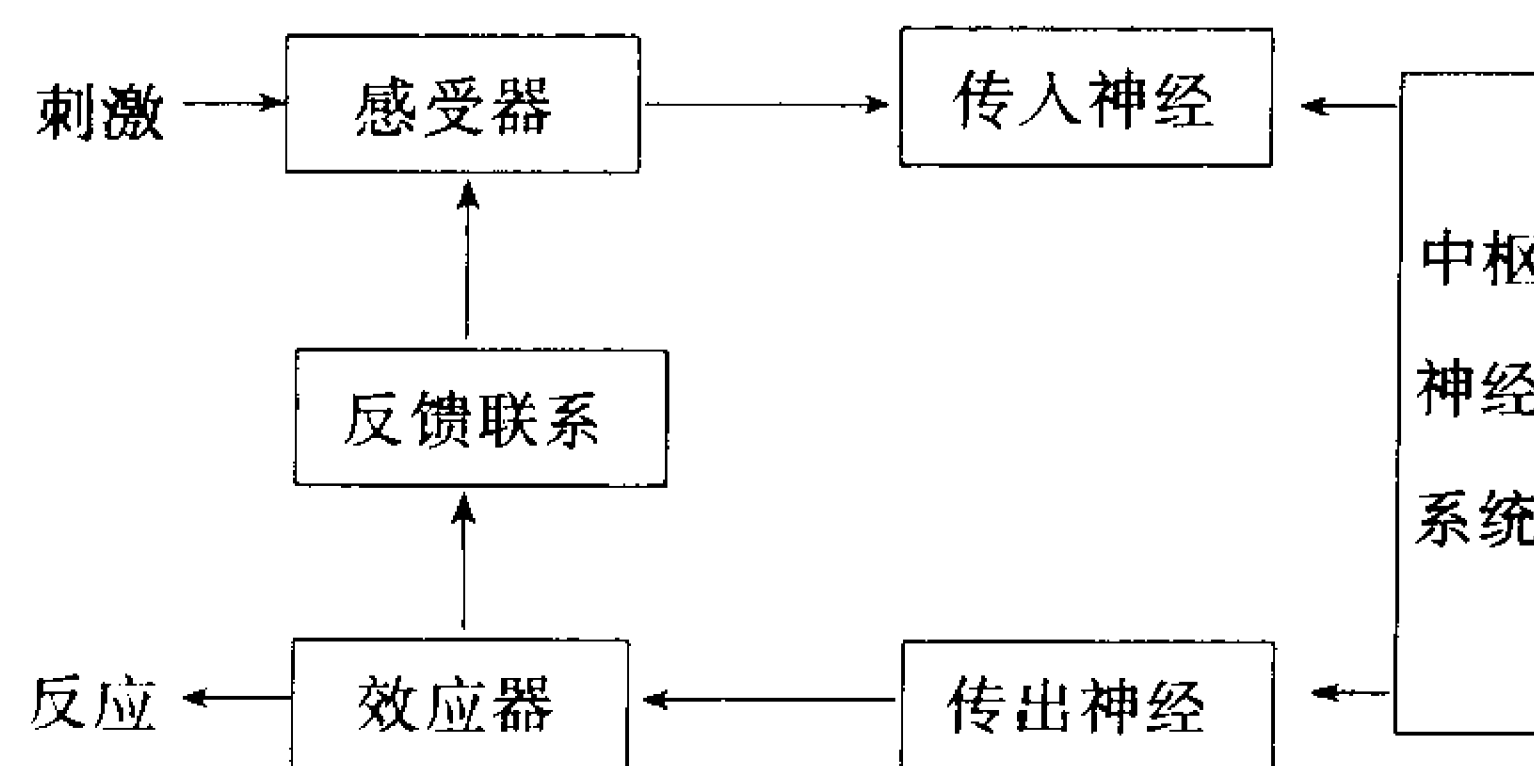 刺激
感受器
传入神经
中枢
神经
系统
反馈联系
反应
效应器
传出神经